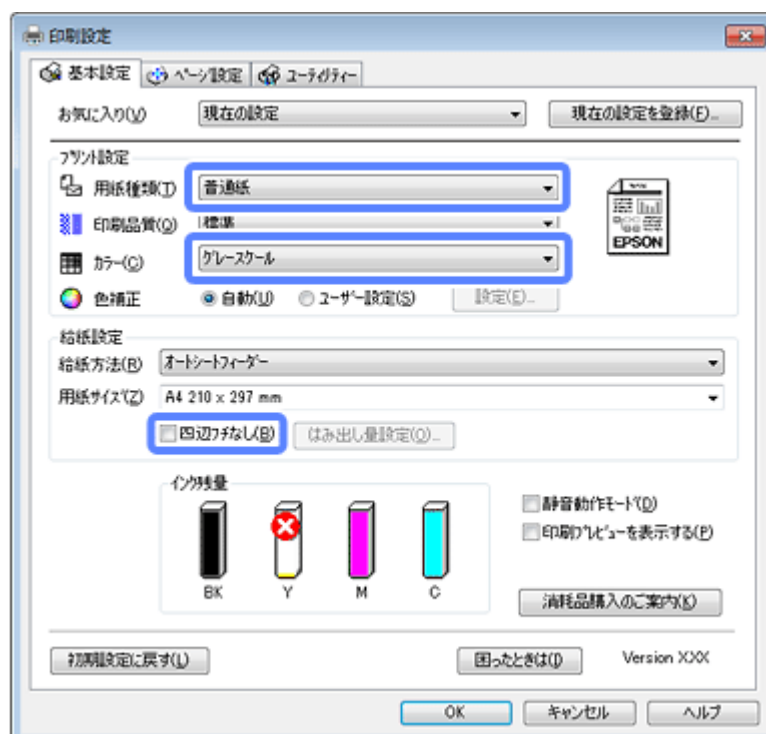 印刷設定
基本設定 ページ設定 ユーティリティー
お気に入り(V) 現在の設定 現在の設定を登録(F)...
プリント設定
用紙種類(T) 普通紙
印刷品質(Q) 標準
カラー(C) グレースケール
EPSON
色補正 自動(U) ユーザー設定(S) 設定(E)...
給紙設定
給紙方法(R) オートシートフィーダー
用紙サイズ(Z) A4 210 x 297 mm
四辺フチなし(B) はみ出し量設定(O)...
インク残量
静音動作モード(D)
印刷プレビューを表示する(P)
BK Y M C
消耗品購入のご案内(K)
初期設定に戻す(L) 困ったときは(I) Version X.XX
OK キャンセル ヘルプ